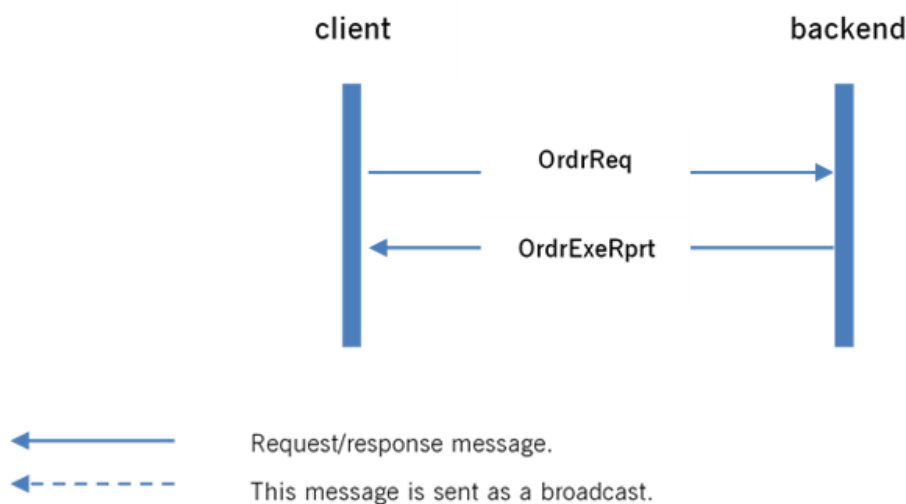 client backend
OrdrReq
OrdrExeRprt
Request/response message.
This message is sent as a broadcast.